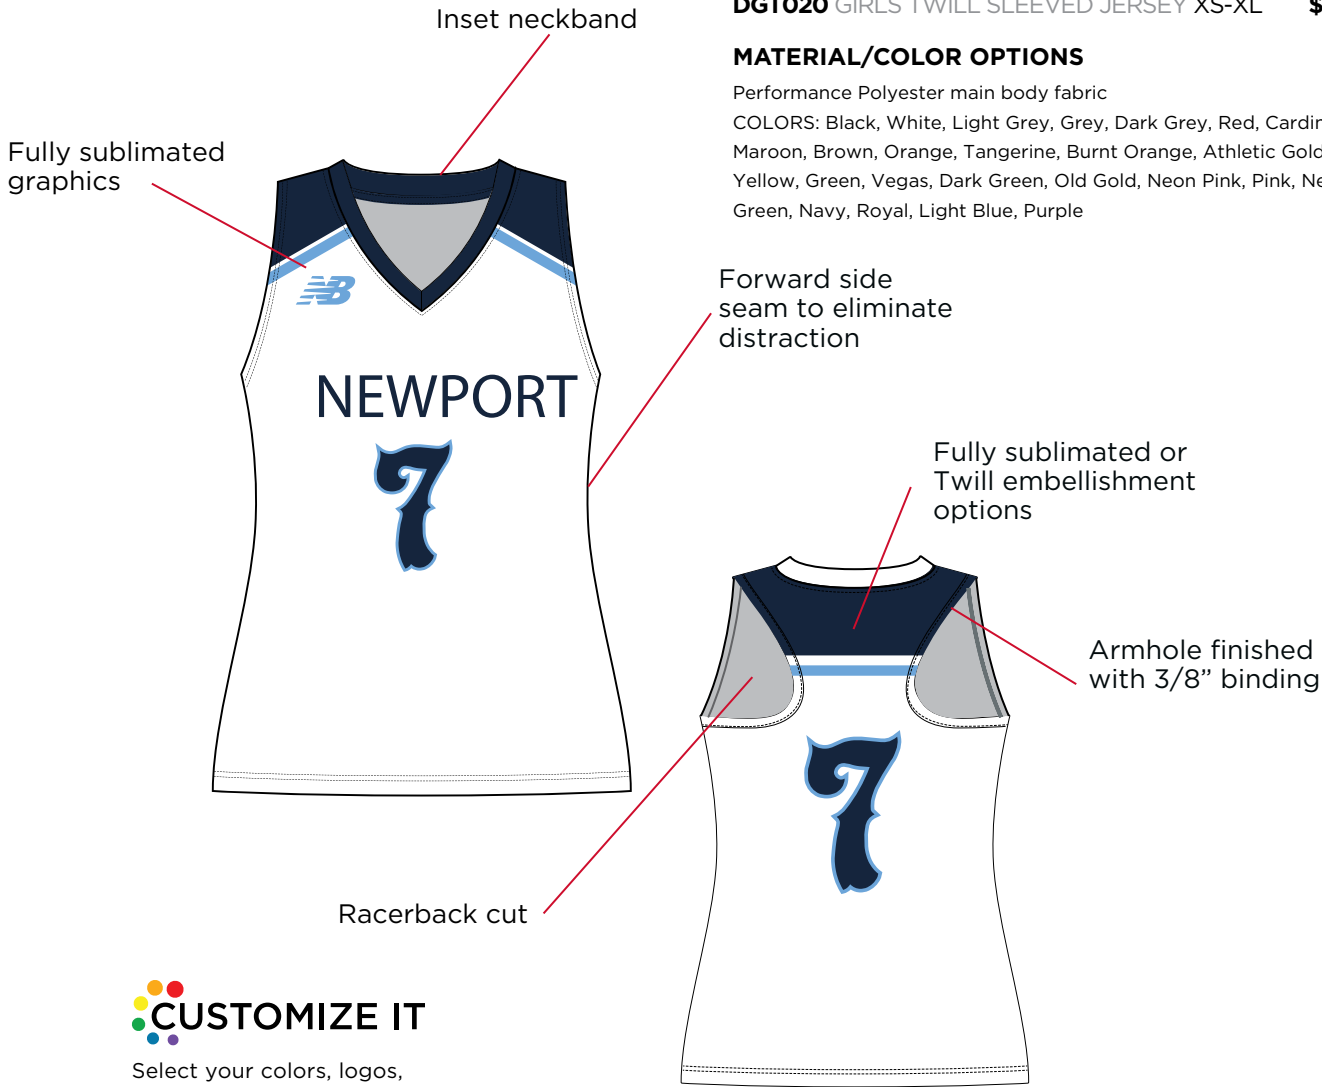 Inset neckband
DGT020 GIRLS TWILL SLEEVED JERSEY XS-XL $
MATERIAL/COLOR OPTIONS
Performance Polyester main body fabric
COLORS: Black, White, Light Grey, Grey, Dark Grey, Red,
Maroon, Brown, Orange, Tangerine, Burnt Orange, Athletic Gold
Yellow, Green, Vegas, Dark Green, Old Gold, Neon Pink, Pink,
Green, Navy, Royal, Light Blue, Purple
Fully sublimated
graphics
NB
Forward side
seam to eliminate
distraction
NEWPORT
7
Fully sublimated or
Twill embellishment
options
Armhole finished
with 3/8” binding
7
Racerback cut
CUSTOMIZE IT
Select your colors, logos,